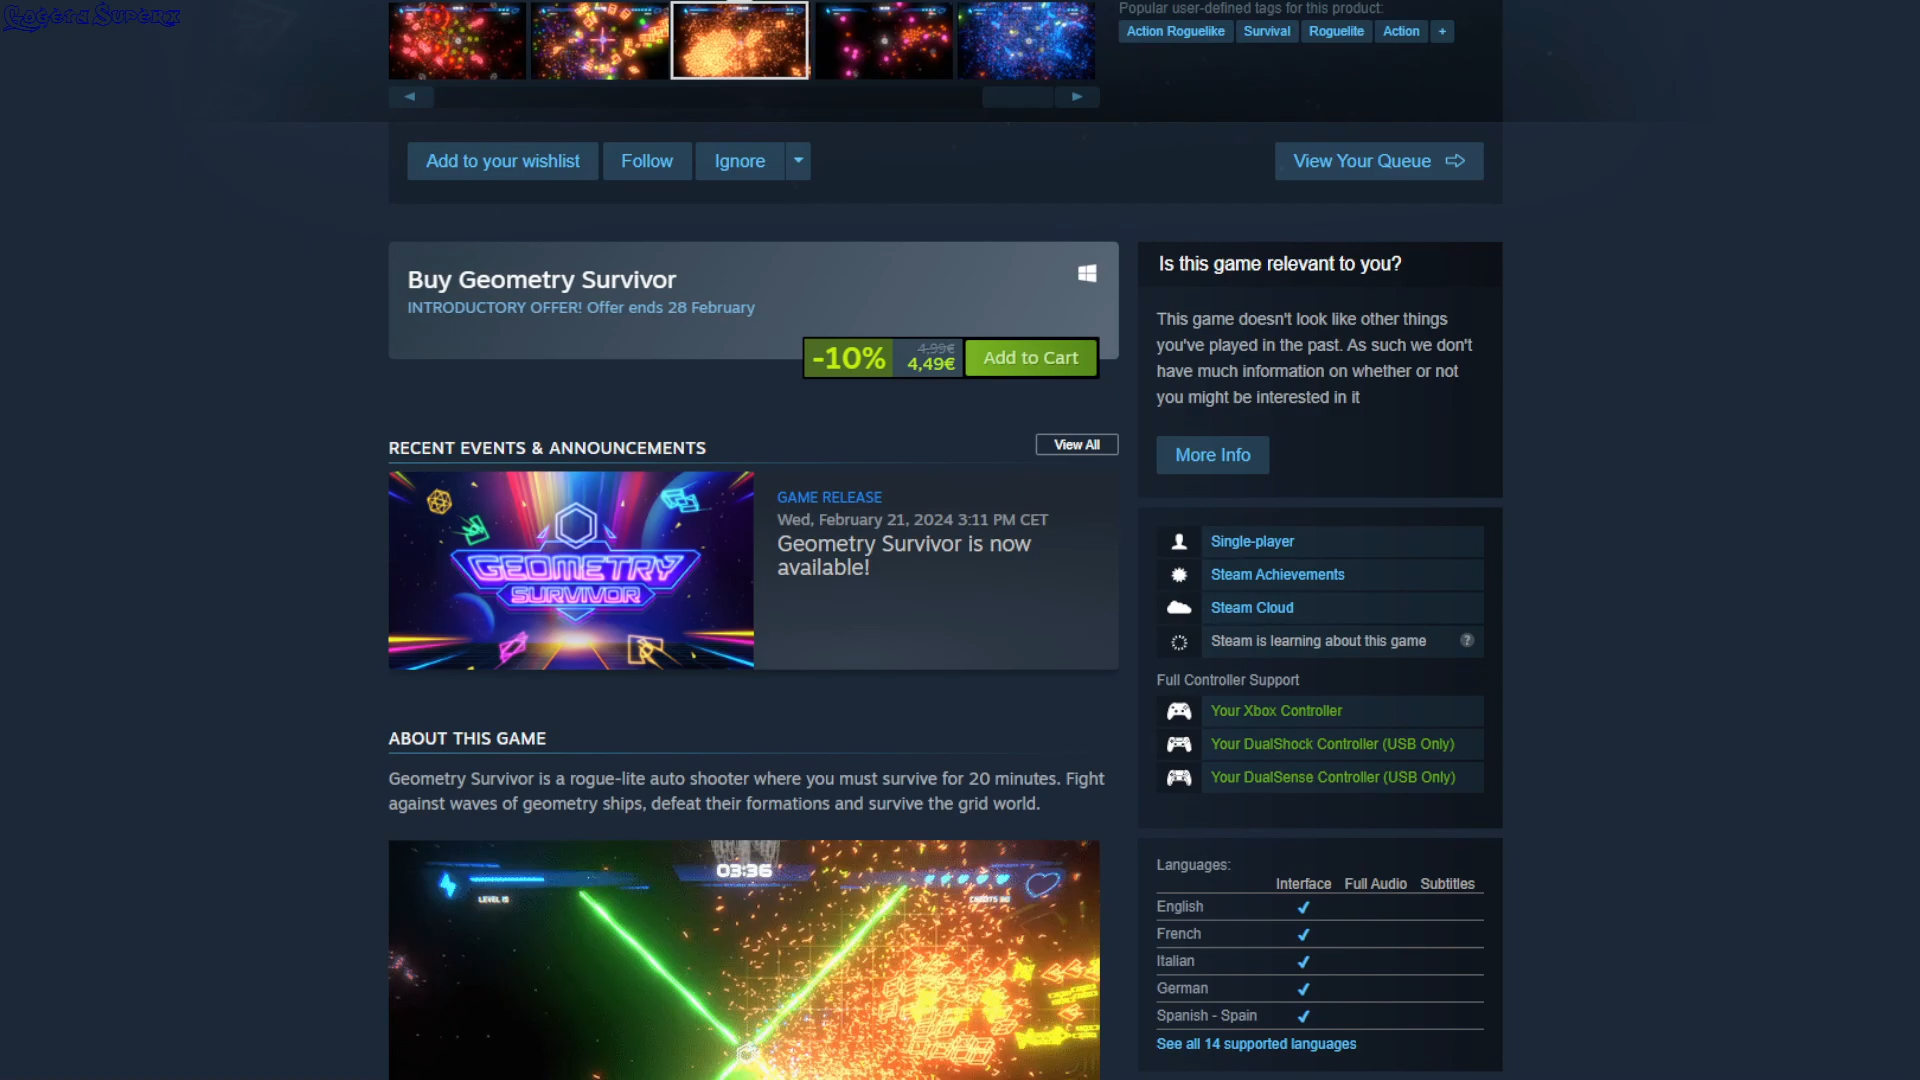 Popular user-defined tags for this product:
Action Roguelike Survival Roguelite Action +
Add to your wishlist Follow Ignore View Your Queue
Buy Geometry Survivor
INTRODUCTORY OFFER! Offer ends 28 February
-10% 4,99€ 4,49€ Add to Cart
Is this game relevant to you?
This game doesn't look like other things
you've played in the past. As such we don't
have much information on whether or not
you might be interested in it
More Info
RECENT EVENTS & ANNOUNCEMENTS View All
GEOMETRY
SURVIVOR
GAME RELEASE
Wed, February 21, 2024 3:11 PM CET
Geometry Survivor is now
available!
Single-player
Steam Achievements
Steam Cloud
Steam is learning about this game ?
Full Controller Support
Your Xbox Controller
Your DualShock Controller (USB Only)
Your DualSense Controller (USB Only)
ABOUT THIS GAME
Geometry Survivor is a rogue-lite auto shooter where you must survive for 20 minutes. Fight
against waves of geometry ships, defeat their formations and survive the grid world.
03:36
Languages:
Interface Full Audio Subtitles
English
French
Italian
German
Spanish - Spain
See all 14 supported languages